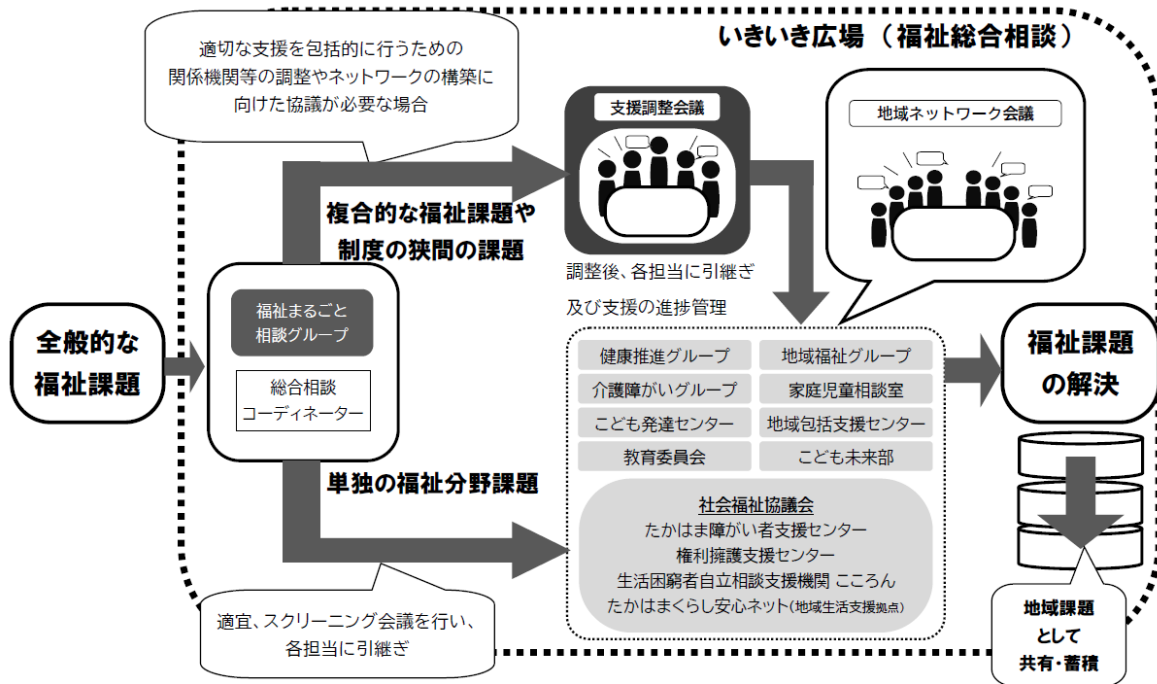 いきいき広場（福祉総合相談）
適切な支援を包括的に行うための
関係機関等の調整やネットワークの構築に
向けた協議が必要な場合
支援調整会議
地域ネットワーク会議
複合的な福祉課題や
制度の狭間の課題
調整後、各担当に引継ぎ
及び支援の進捗管理
全般的な
福祉課題
福祉まるごと
相談グループ
総合相談
コーディネーター
単独の福祉分野課題
適宜、スクリーニング会議を行い、
各担当に引継ぎ
健康推進グループ
地域福祉グループ
介護障がいグループ
家庭児童相談室
こども発達センター
地域包括支援センター
教育委員会
こども未来部
社会福祉協議会
たかはま障がい者支援センター
権利擁護支援センター
生活困窮者自立相談支援機関 こころん
たかはまくらし安心ネット（地域生活支援拠点）
福祉課題
の解決
地域課題
として
共有・蓄積